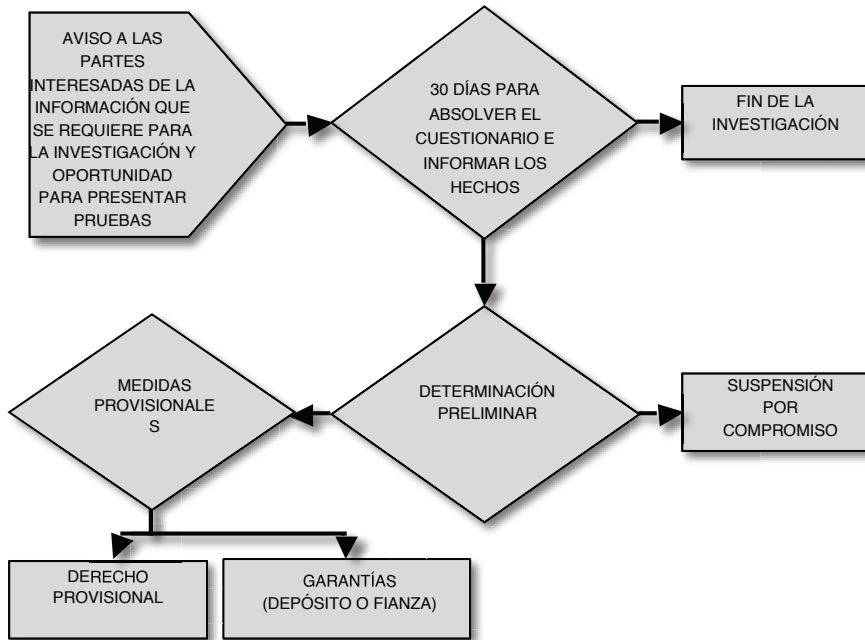 AVISO A LAS
PARTES
INTERESADAS DE LA
INFORMACIÓN QUE
SE REQUIERE PARA
LA INVESTIGACIÓN Y
OPORTUNIDAD
PARA PRESENTAR
PRUEBAS
30 DÍAS PARA
ABSOLVER EL
CUESTIONARIO E
INFORMAR LOS
HECHOS
FIN DE LA
INVESTIGACIÓN
MEDIDAS
PROVISIONALE
S
DETERMINACIÓN
PRELIMINAR
SUSPENSIÓN
POR
COMPROMISO
DERECHO
PROVISIONAL
GARANTÍAS
(DEPÓSITO O FIANZA)